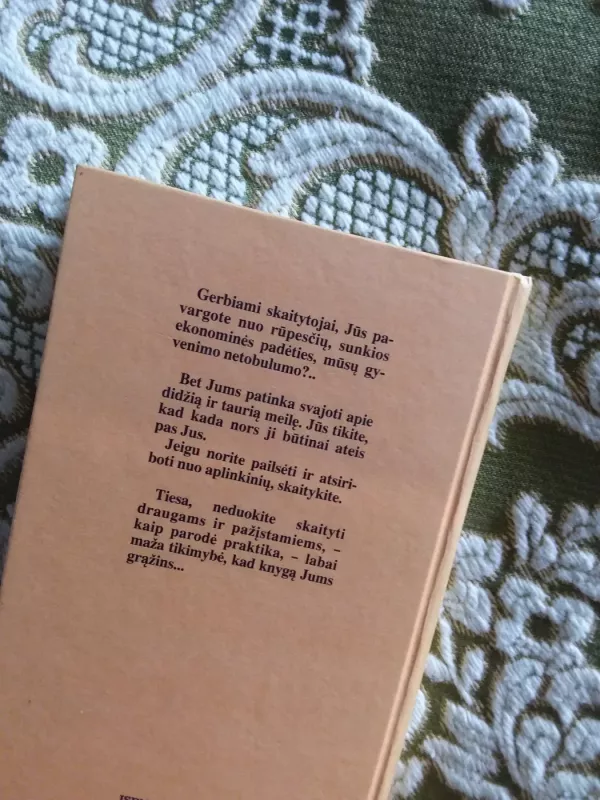 Gerbiami skaitytojai, Jūs pa-
vargote nuo rūpesčių, sunkios
ekonominės padėties, mūsų gy-
venimo netobulumo?..
Bet Jums patinka svajoti apie
didžią ir taurią meilę. Jūs tikite,
kad kada nors ji būtinai ateis
pas Jus.
Jeigu norite pailsėti ir atsiri-
boti nuo aplinkinių, skaitykite.
Tiesa, neduokite skaityti
draugams ir pažįstamiems, –
kaip parodė praktika, – labai
maža tikimybė, kad knygą Jums
grąžins...